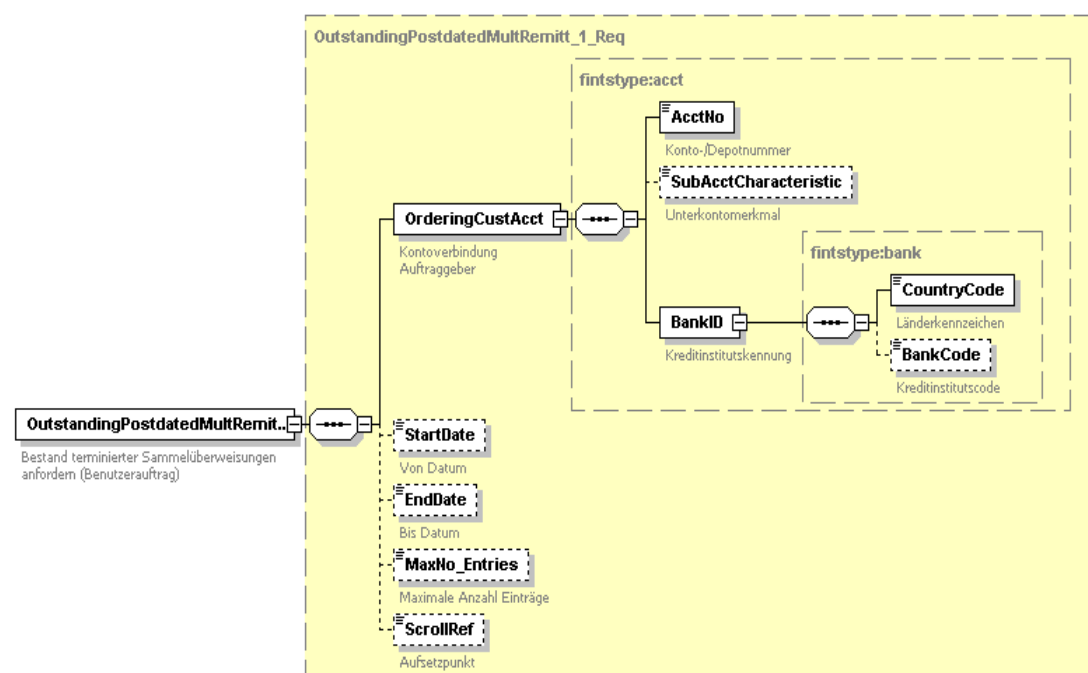 OutstandingPostdatedMultRemitt_1_Req
fintstype:acct
AcctNo
Konto-/Depotnummer
SubAcctCharacteristic
Unterkontomerkmal
OrderingCustAcct
Kontoverbindung
Auftraggeber
fintstype:bank
CountryCode
Länderkennzeichen
BankID
Kreditinstitutskennung
BankCode
Kreditinstitutscode
OutstandingPostdatedMultRemit..
Bestand terminierter Sammelüberweisungen
anfordern (Benutzerauftrag)
StartDate
Von Datum
EndDate
Bis Datum
MaxNo_Entries
Maximale Anzahl Einträge
ScrollRef
Aufsetzpunkt